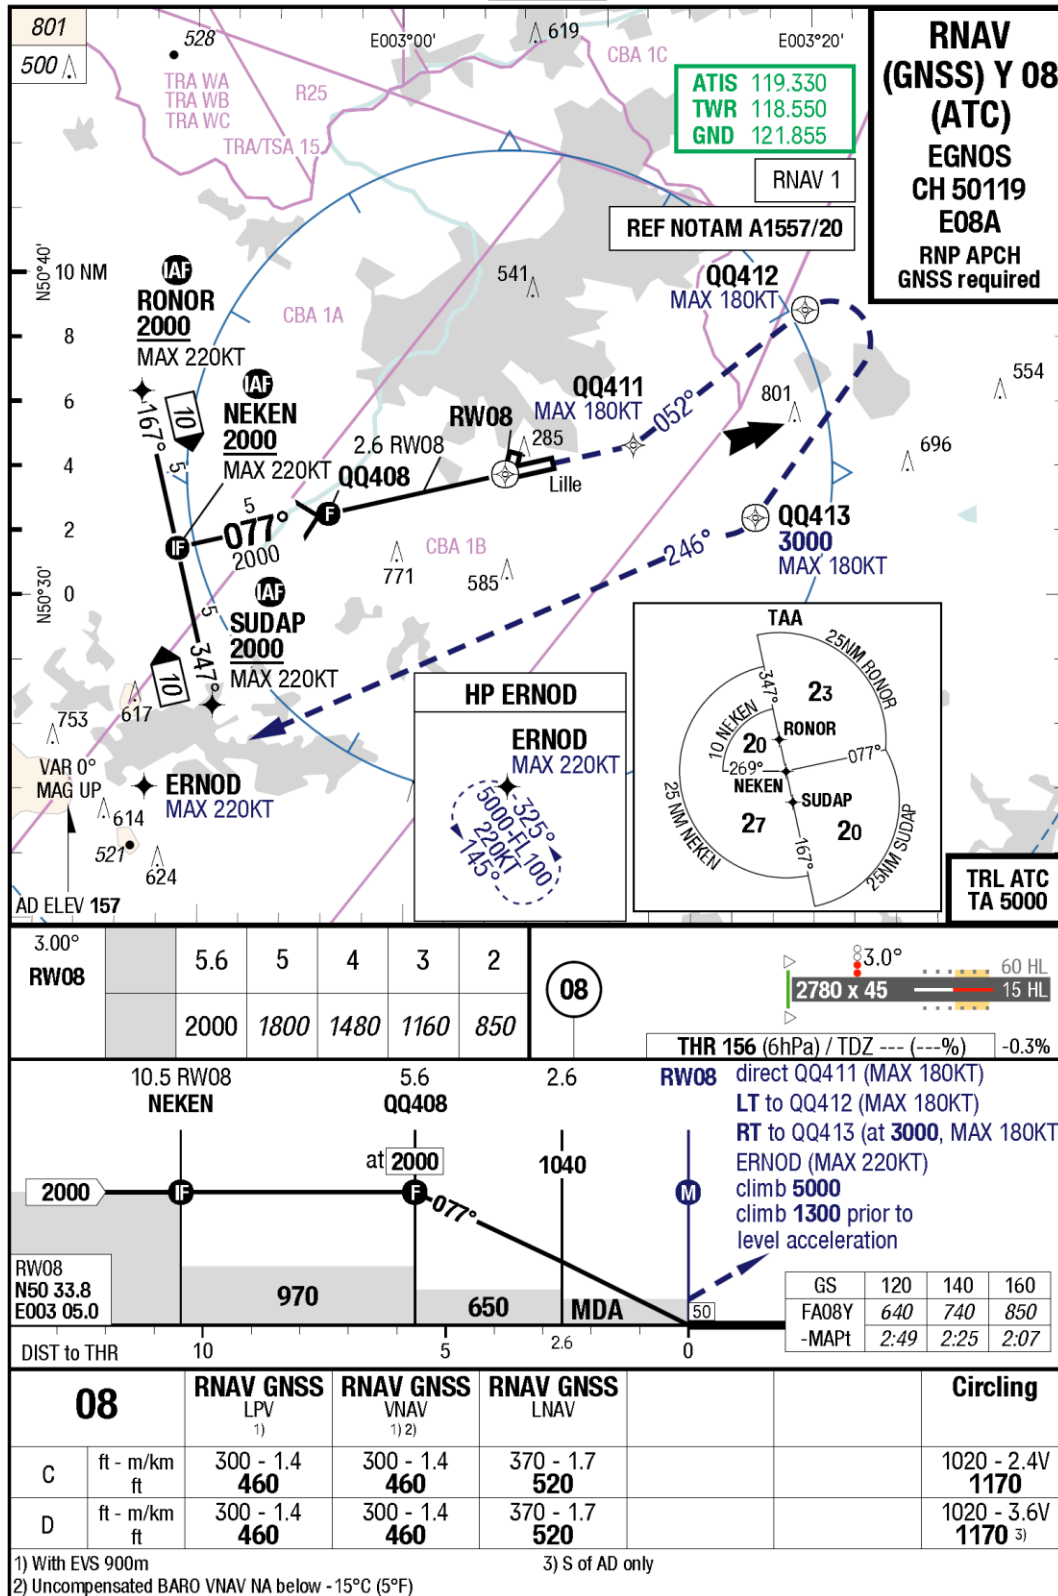 801
500
528
TRA WA
TRA WB
TRA WC
R25
TRA/TSA 15
E003°00'
619
CBA 1C
E003°20'
ATIS 119.330
TWR 118.550
GND 121.855
RNAV 1
REF NOTAM A1557/20
RNAV
(GNSS) Y 08
(ATC)
EGNOS
CH 50119
E08A
RNP APCH
GNSS required
N50°40'
10 NM
8
6
4
2
0
N50°30'
IAF
RONOR
2000
MAX 220KT
CBA 1A
541
QQ412
MAX 180KT
167°
10
5
IAF
NEKEN
2000
MAX 220KT
QQ411
MAX 180KT
052°
801
554
696
RW08
2.6 RW08
285
Lille
QQ408
F
IF
5
077°
2000
CBA 1B
771
585
246°
QQ413
3000
MAX 180KT
IAF
SUDAP
2000
MAX 220KT
5
347°
10
617
753
VAR 0°
MAG UP
ERNOD
MAX 220KT
614
521
624
AD ELEV 157
HP ERNOD
ERNOD
MAX 220KT
325°
5000-FL100
220KT
145°
TAA
25NM RONOR
347°
23
10 NEKEN
20
RONOR
269°
077°
NEKEN
SUDAP
27
20
25 NM NEKEN
167°
25NM SUDAP
TRL ATC
TA 5000
3.00°
RW08
5.6 5 4 3 2
2000 1800 1480 1160 850
08
3.0°
60 HL
2780 x 45
15 HL
THR 156 (6hPa) / TDZ --- (---%) -0.3%
10.5 RW08
NEKEN
5.6
QQ408
2.6
RW08
direct QQ411 (MAX 180KT)
LT to QQ412 (MAX 180KT)
RT to QQ413 (at 3000, MAX 180KT
ERNOD (MAX 220KT)
climb 5000
climb 1300 prior to
level acceleration
at 2000
1040
2000
IF
F
077°
M
RW08
N50 33.8
E003 05.0
970
650
MDA
50
DIST to THR 10 5 2.6 0
GS 120 140 160
FA08Y 640 740 850
-MAPt 2:49 2:25 2:07
08
RNAV GNSS
LPV
1)
RNAV GNSS
VNAV
1) 2)
RNAV GNSS
LNAV
Circling
C ft - m/km 300 - 1.4 300 - 1.4 370 - 1.7 1020 - 2.4V
ft 460 460 520 1170
D ft - m/km 300 - 1.4 300 - 1.4 370 - 1.7 1020 - 3.6V
ft 460 460 520 1170 3)
1) With EVS 900m 3) S of AD only
2) Uncompensated BARO VNAV NA below -15°C (5°F)